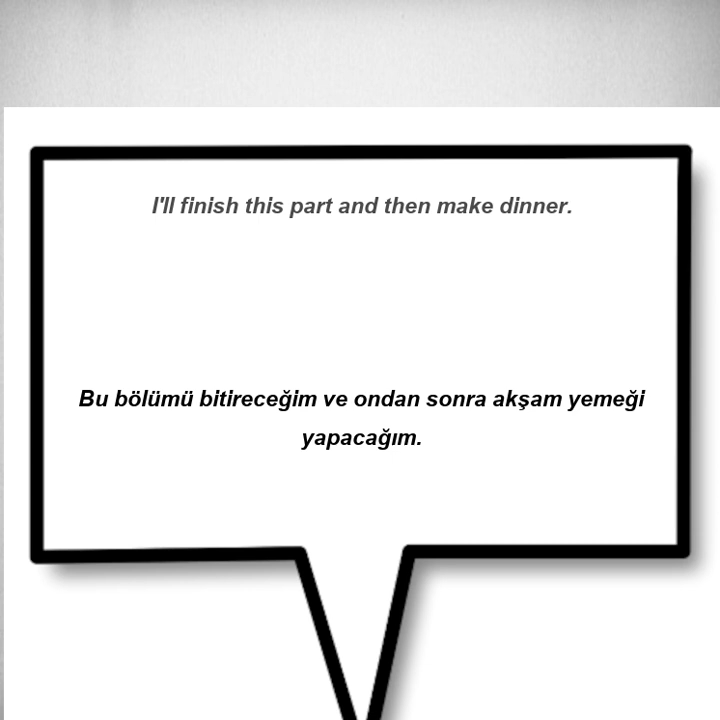 I'll finish this part and then make dinner.
Bu bölümü bitireceğim ve ondan sonra akşam yemeği
yapacağım.